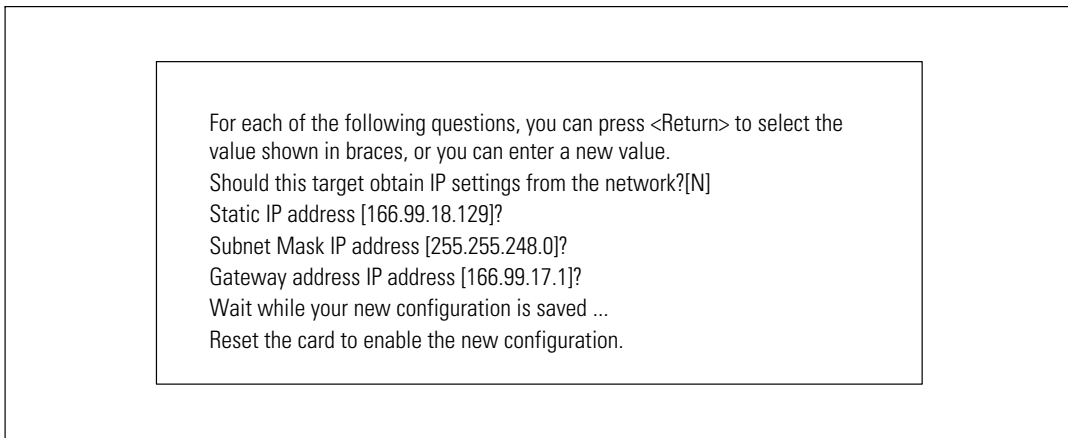 For each of the following questions, you can press <Return> to select the
value shown in braces, or you can enter a new value.
Should this target obtain IP settings from the network?[N]
Static IP address [166.99.18.129]?
Subnet Mask IP address [255.255.248.0]?
Gateway address IP address [166.99.17.1]?
Wait while your new configuration is saved ...
Reset the card to enable the new configuration.